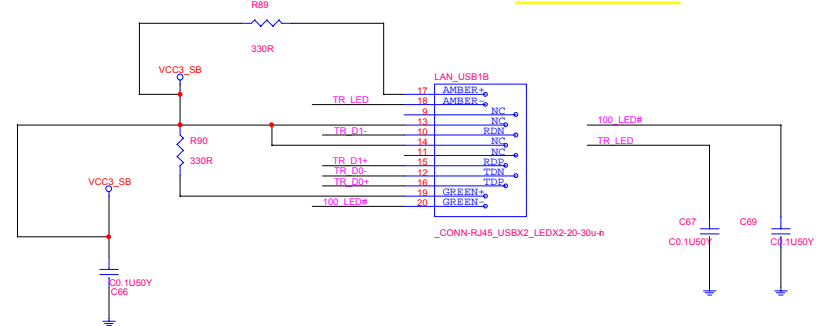 R89
330R
VCC3_SB
LAN_USB1B
17 AMBER+
TR_LED 18 AMBER-
9 NC
13 NC
TR_D1- 10 RDN
14 NC
11 NC
TR_D1+ 15 RDP
TR_D0- 12 TDN
TR_D0+ 16 TDP
19 GREEN+
100_LED# 20 GREEN-
_CONN-RJ45_USBX2_LEDX2-20-30u-h
R90
330R
VCC3_SB
C0.1U50Y
C66
100_LED#
TR_LED
C67
C0.1U50Y
C69
C0.1U50Y